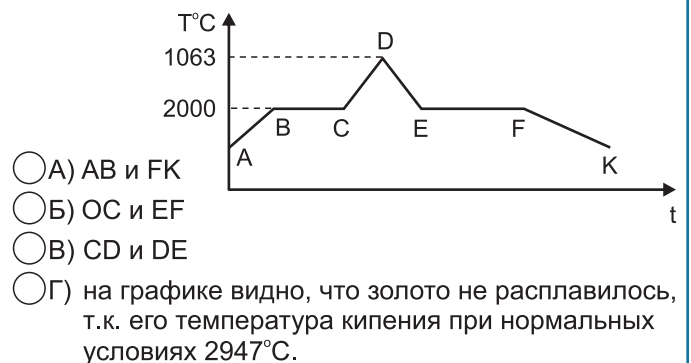 T°C
1063
D
2000
B
C
E
F
A
K
t
А) AB и FK
Б) ОС и EF
В) CD и DE
Г) на графике видно, что золото не расплавилось,
т.к. его температура кипения при нормальных
условиях 2947°С.